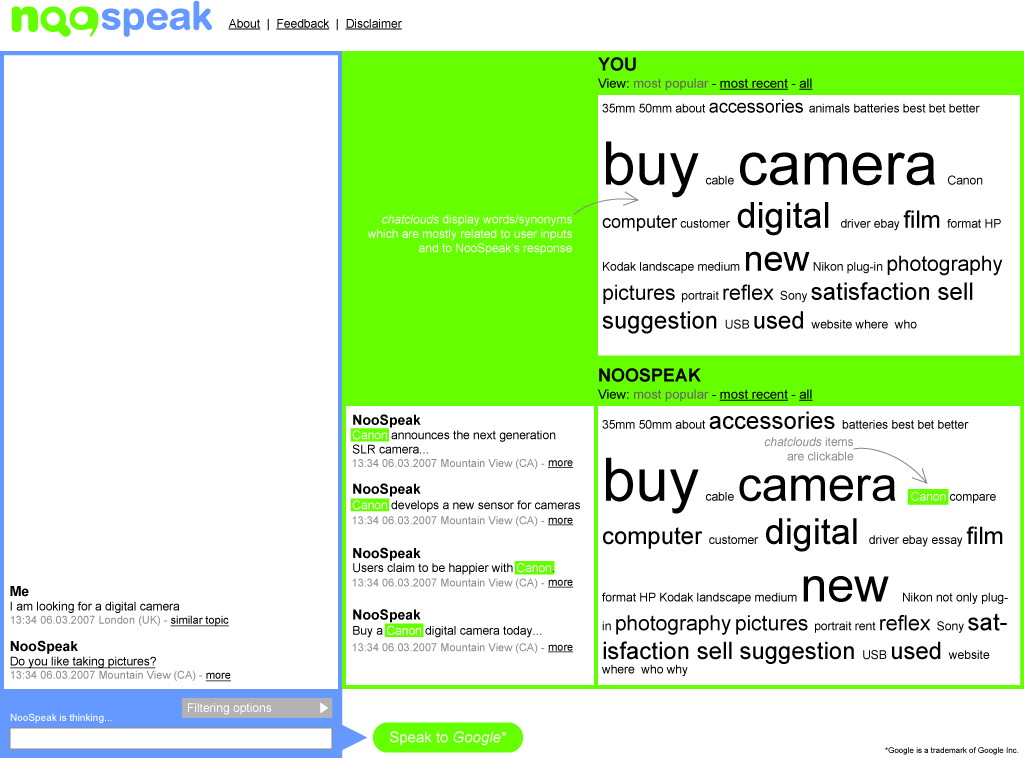 noospeak
About | Feedback | Disclaimer
Me
I am looking for a digital camera
13:34 06.03.2007 London (UK) - similar topic
NooSpeak
Do you like taking pictures?
13:34 06.03.2007 Mountain View (CA) - more
NooSpeak is thinking...
Filtering options
Speak to Google*
chatclouds display words/synonyms
which are mostly related to user inputs
and to NooSpeak's response
NooSpeak
Canon announces the next generation
SLR camera...
13:34 06.03.2007 Mountain View (CA) - more
NooSpeak
Canon develops a new sensor for cameras
13:34 06.03.2007 Mountain View (CA) - more
NooSpeak
Users claim to be happier with Canon.
13:34 06.03.2007 Mountain View (CA) - more
NooSpeak
Buy a Canon digital camera today...
13:34 06.03.2007 Mountain View (CA) - more
YOU
View: most popular - most recent - all
35mm 50mm about accessories animals batteries best bet better
buy cable camera Canon
computer customer digital driver ebay film format HP
Kodak landscape medium new Nikon plug-in photography
pictures portrait reflex Sony satisfaction sell
suggestion USB used website where who
NOOSPEAK
View: most popular - most recent - all
35mm 50mm about accessories batteries best bet better
chatclouds items
are clickable
buy cable camera Canon compare
computer customer digital driver ebay essay film
format HP Kodak landscape medium new Nikon not only plug-
in photography pictures portrait rent reflex Sony sat-
isfaction sell suggestion USB used website
where who why
*Google is a trademark of Google Inc.